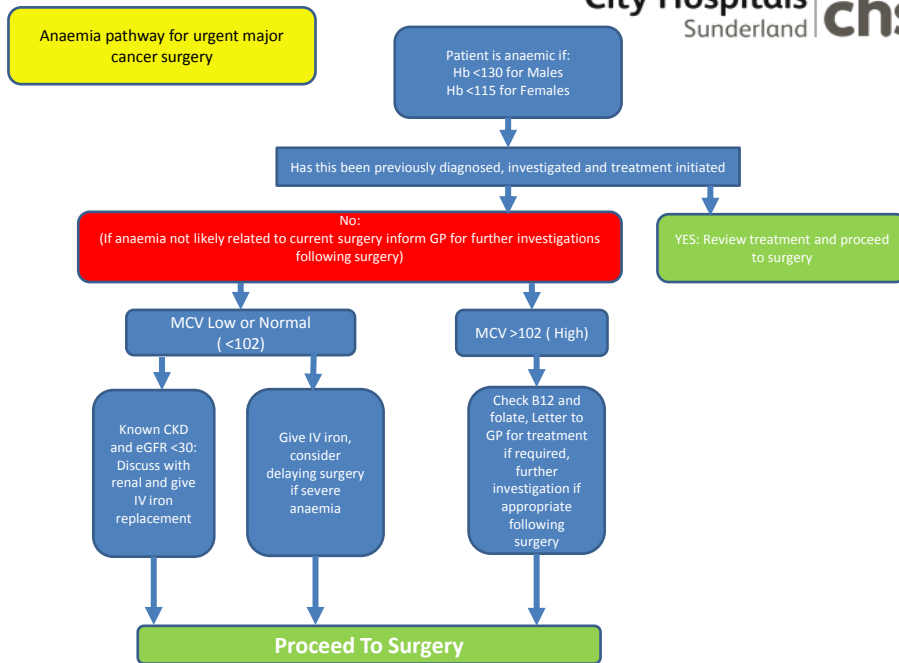 City Hospitals
Sunderland
chs
Anaemia pathway for urgent major
cancer surgery
Patient is anaemic if:
Hb <130 for Males
Hb <115 for Females
Has this been previously diagnosed, investigated and treatment initiated
No:
(If anaemia not likely related to current surgery inform GP for further investigations
following surgery)
YES: Review treatment and proceed
to surgery
MCV Low or Normal
( <102)
MCV >102 ( High)
Known CKD
and eGFR <30:
Discuss with
renal and give
IV iron
replacement
Give IV iron,
consider
delaying surgery
if severe
anaemia
Check B12 and
folate, Letter to
GP for treatment
if required,
further
investigation if
appropriate
following
surgery
Proceed To Surgery